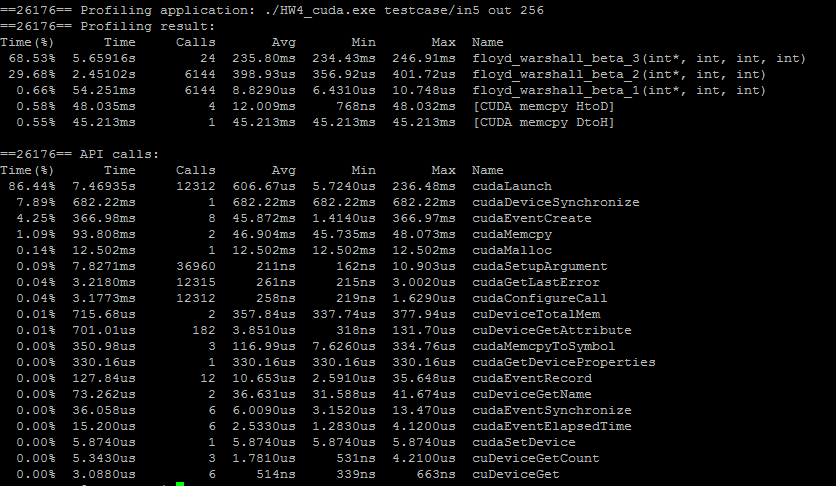 ==26176== Profiling application: ./HW4_cuda.exe testcase/in5 out 256
==26176== Profiling result:
Time(%) Time Calls Avg Min Max Name
68.53% 5.65916s 24 235.80ms 234.43ms 246.91ms floyd_warshall_beta_3(int*, int, int, int)
29.68% 2.45102s 6144 398.93us 356.92us 401.72us floyd_warshall_beta_2(int*, int, int)
0.66% 54.251ms 6144 8.8290us 6.4310us 10.748us floyd_warshall_beta_1(int*, int, int)
0.58% 48.035ms 4 12.009ms 768ns 48.032ms [CUDA memcpy HtoD]
0.55% 45.213ms 1 45.213ms 45.213ms 45.213ms [CUDA memcpy DtoH]
==26176== API calls:
Time(%) Time Calls Avg Min Max Name
86.44% 7.46935s 12312 606.67us 5.7240us 236.48ms cudaLaunch
7.89% 682.22ms 1 682.22ms 682.22ms 682.22ms cudaDeviceSynchronize
4.25% 366.98ms 8 45.872ms 1.4140us 366.97ms cudaEventCreate
1.09% 93.808ms 2 46.904ms 45.735ms 48.073ms cudaMemcpy
0.14% 12.502ms 1 12.502ms 12.502ms 12.502ms cudaMalloc
0.09% 7.8271ms 36960 211ns 162ns 10.903us cudaSetupArgument
0.04% 3.2180ms 12315 261ns 215ns 3.0020us cudaGetLastError
0.04% 3.1773ms 12312 258ns 219ns 1.6290us cudaConfigureCall
0.01% 715.68us 2 357.84us 337.74us 377.94us cuDeviceTotalMem
0.01% 701.01us 182 3.8510us 318ns 131.70us cuDeviceGetAttribute
0.00% 350.98us 3 116.99us 7.6260us 334.76us cudaMemcpyToSymbol
0.00% 330.16us 1 330.16us 330.16us 330.16us cudaGetDeviceProperties
0.00% 127.84us 12 10.653us 2.5910us 35.648us cudaEventRecord
0.00% 73.262us 2 36.631us 31.588us 41.674us cuDeviceGetName
0.00% 36.058us 6 6.0090us 3.1520us 13.470us cudaEventSynchronize
0.00% 15.200us 6 2.5330us 1.2830us 4.1200us cudaEventElapsedTime
0.00% 5.8740us 1 5.8740us 5.8740us 5.8740us cudaSetDevice
0.00% 5.3430us 3 1.7810us 531ns 4.2100us cuDeviceGetCount
0.00% 3.0880us 6 514ns 339ns 663ns cuDeviceGet